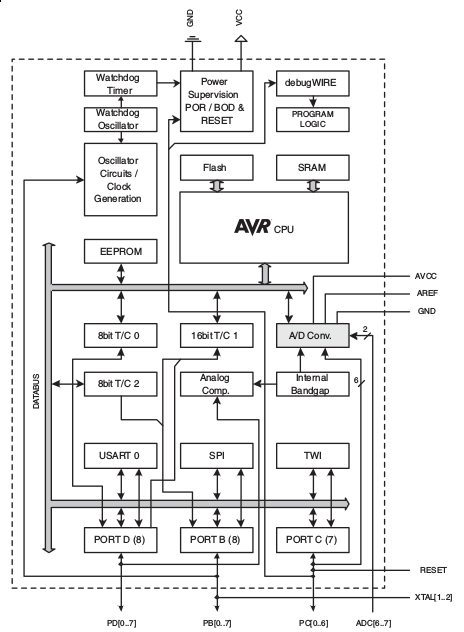 GND
VCC
Watchdog
Timer
Power
Supervision
POR / BOD &
RESET
debugWIRE
Watchdog
Oscillator
PROGRAM
LOGIC
Oscillator
Circuits /
Clock
Generation
Flash
SRAM
AVR CPU
EEPROM
AVCC
AREF
GND
8bit T/C 0
16bit T/C 1
A/D Conv.
2
8bit T/C 2
Analog
Comp.
Internal
Bandgap
6
DATABUS
USART 0
SPI
TWI
PORT D (8)
PORT B (8)
PORT C (7)
RESET
XTAL[1..2]
PD[0..7]
PB[0..7]
PC[0..6]
ADC[6..7]